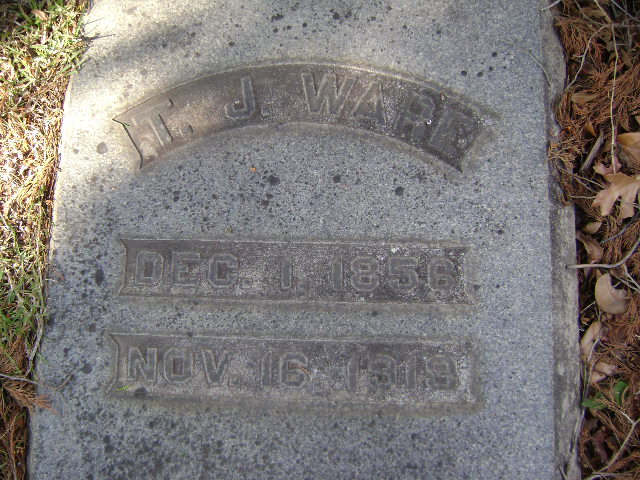 T. J. WARE
DEC. 1, 1856.
NOV. 16, 1919.